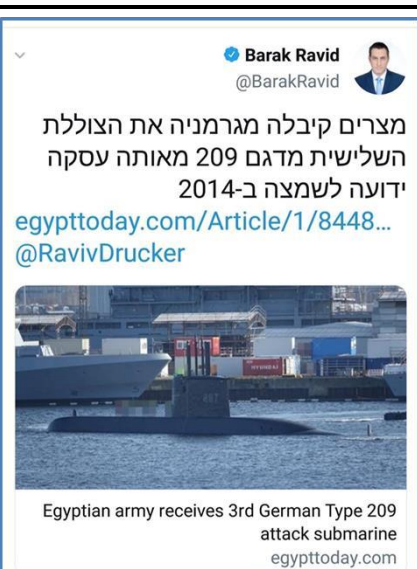 Barak Ravid
@BarakRavid
מצרים קיבלה מגרמניה את הצוללת
השלישית מדגם 209 מאותה עסקה
ידועה לשמצה ב-2014
egypttoday.com/Article/1/8448...
@RavivDrucker
Egyptian army receives 3rd German Type 209
attack submarine
egypttoday.com